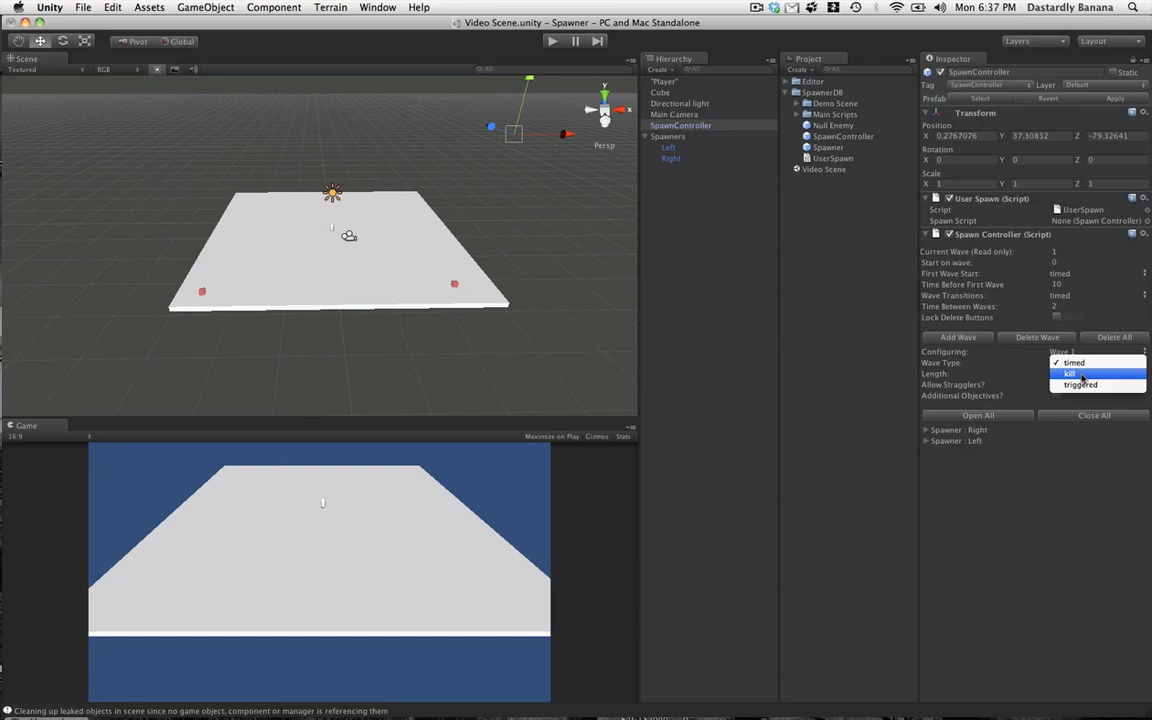 Unity File Edit Assets GameObject Component Terrain Window Help 2 Mon 6:37 PM Dastardly Banana
Video Scene.unity – Spawner – PC and Mac Standalone
Pivot Global Layers Layout
Scene
Textured RGB All
y
x
Persp
Game
16:9 Maximize on Play Gizmos Stats
Hierarchy
Create All
"Player"
Cube
Directional light
Main Camera
SpawnController
Spawners
Left
Right
Project
Create All
Editor
SpawnerDB
Demo Scene
Main Scripts
Null Enemy
SpawnController
Spawner
UserSpawn
Video Scene
Inspector
SpawnController Static
Tag SpawnController Layer Default
Prefab Select Revert Apply
Transform
Position
X 0.2767076 Y 37.30832 Z -79.32641
Rotation
X 0 Y 0 Z 0
Scale
X 1 Y 1 Z 1
User Spawn (Script)
Script UserSpawn
Spawn Script None (Spawn Controller)
Spawn Controller (Script)
Current Wave (Read only): 1
Start on wave: 0
First Wave Start: timed
Time Before First Wave 10
Wave Transitions: timed
Time Between Waves: 2
Lock Delete Buttons
Add Wave Delete Wave Delete All
Configuring: Wave 1
Wave Type: timed
Length: kill
Allow Stragglers? triggered
Additional Objectives?
Open All Close All
Spawner : Right
Spawner : Left
Cleaning up leaked objects in scene since no game object, component or manager is referencing them